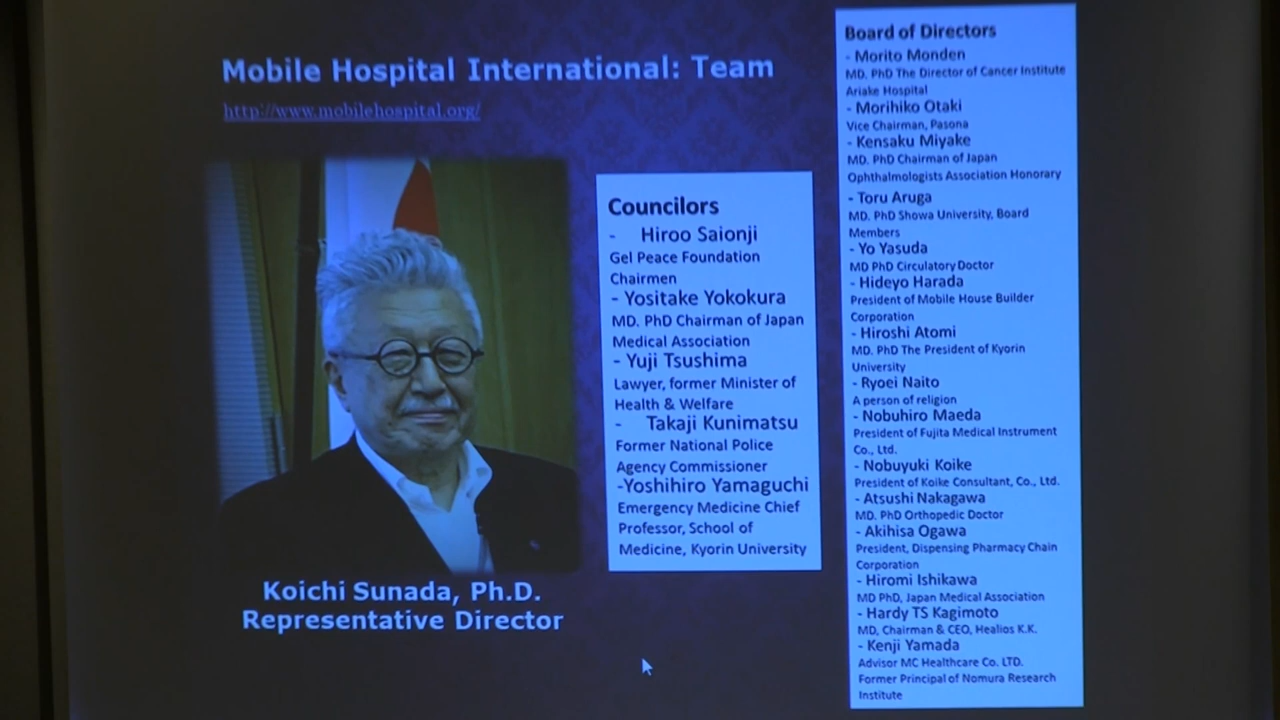 Mobile Hospital International: Team
http://www.mobilehospital.org/
Koichi Sunada, Ph.D.
Representative Director
Councilors
- Hiroo Saionji
Gel Peace Foundation
Chairmen
- Yositake Yokokura
MD. PhD Chairman of Japan
Medical Association
- Yuji Tsushima
Lawyer, former Minister of
Health & Welfare
- Takaji Kunimatsu
Former National Police
Agency Commissioner
-Yoshihiro Yamaguchi
Emergency Medicine Chief
Professor, School of
Medicine, Kyorin University
Board of Directors
- Morito Monden
MD. PhD The Director of Cancer Institute
Ariake Hospital
- Morihiko Otaki
Vice Chairman, Pasona
- Kensaku Miyake
MD. PhD Chairman of Japan
Ophthalmologists Association Honorary
- Toru Aruga
MD. PhD Showa University, Board
Members
- Yo Yasuda
MD PhD Circulatory Doctor
- Hideyo Harada
President of Mobile House Builder
Corporation
- Hiroshi Atomi
MD. PhD The President of Kyorin
University
- Ryoei Naito
A person of religion
- Nobuhiro Maeda
President of Fujita Medical Instrument
Co., Ltd.
- Nobuyuki Koike
President of Koike Consultant, Co., Ltd.
- Atsushi Nakagawa
MD. PhD Orthopedic Doctor
- Akihisa Ogawa
President, Dispensing Pharmacy Chain
Corporation
- Hiromi Ishikawa
MD PhD, Japan Medical Association
- Hardy TS Kagimoto
MD, Chairman & CEO, Healios K.K.
- Kenji Yamada
Advisor MC Healthcare Co. LTD.
Former Principal of Nomura Research
Institute